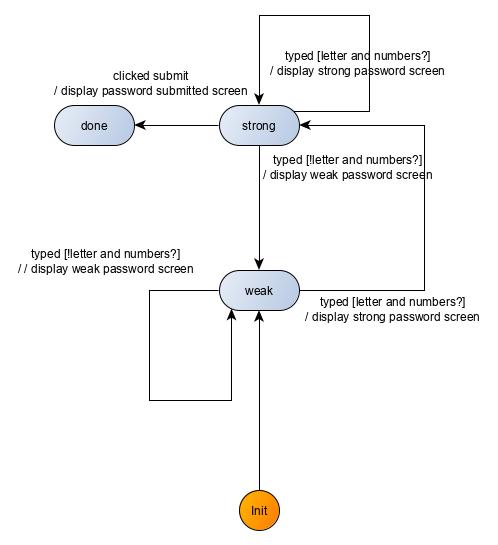 typed [letter and numbers?]
/ display strong password screen
clicked submit
/ display password submitted screen
done
strong
typed [!letter and numbers?]
/ display weak password screen
typed [!letter and numbers?]
/ / display weak password screen
weak
typed [letter and numbers?]
/ display strong password screen
Init